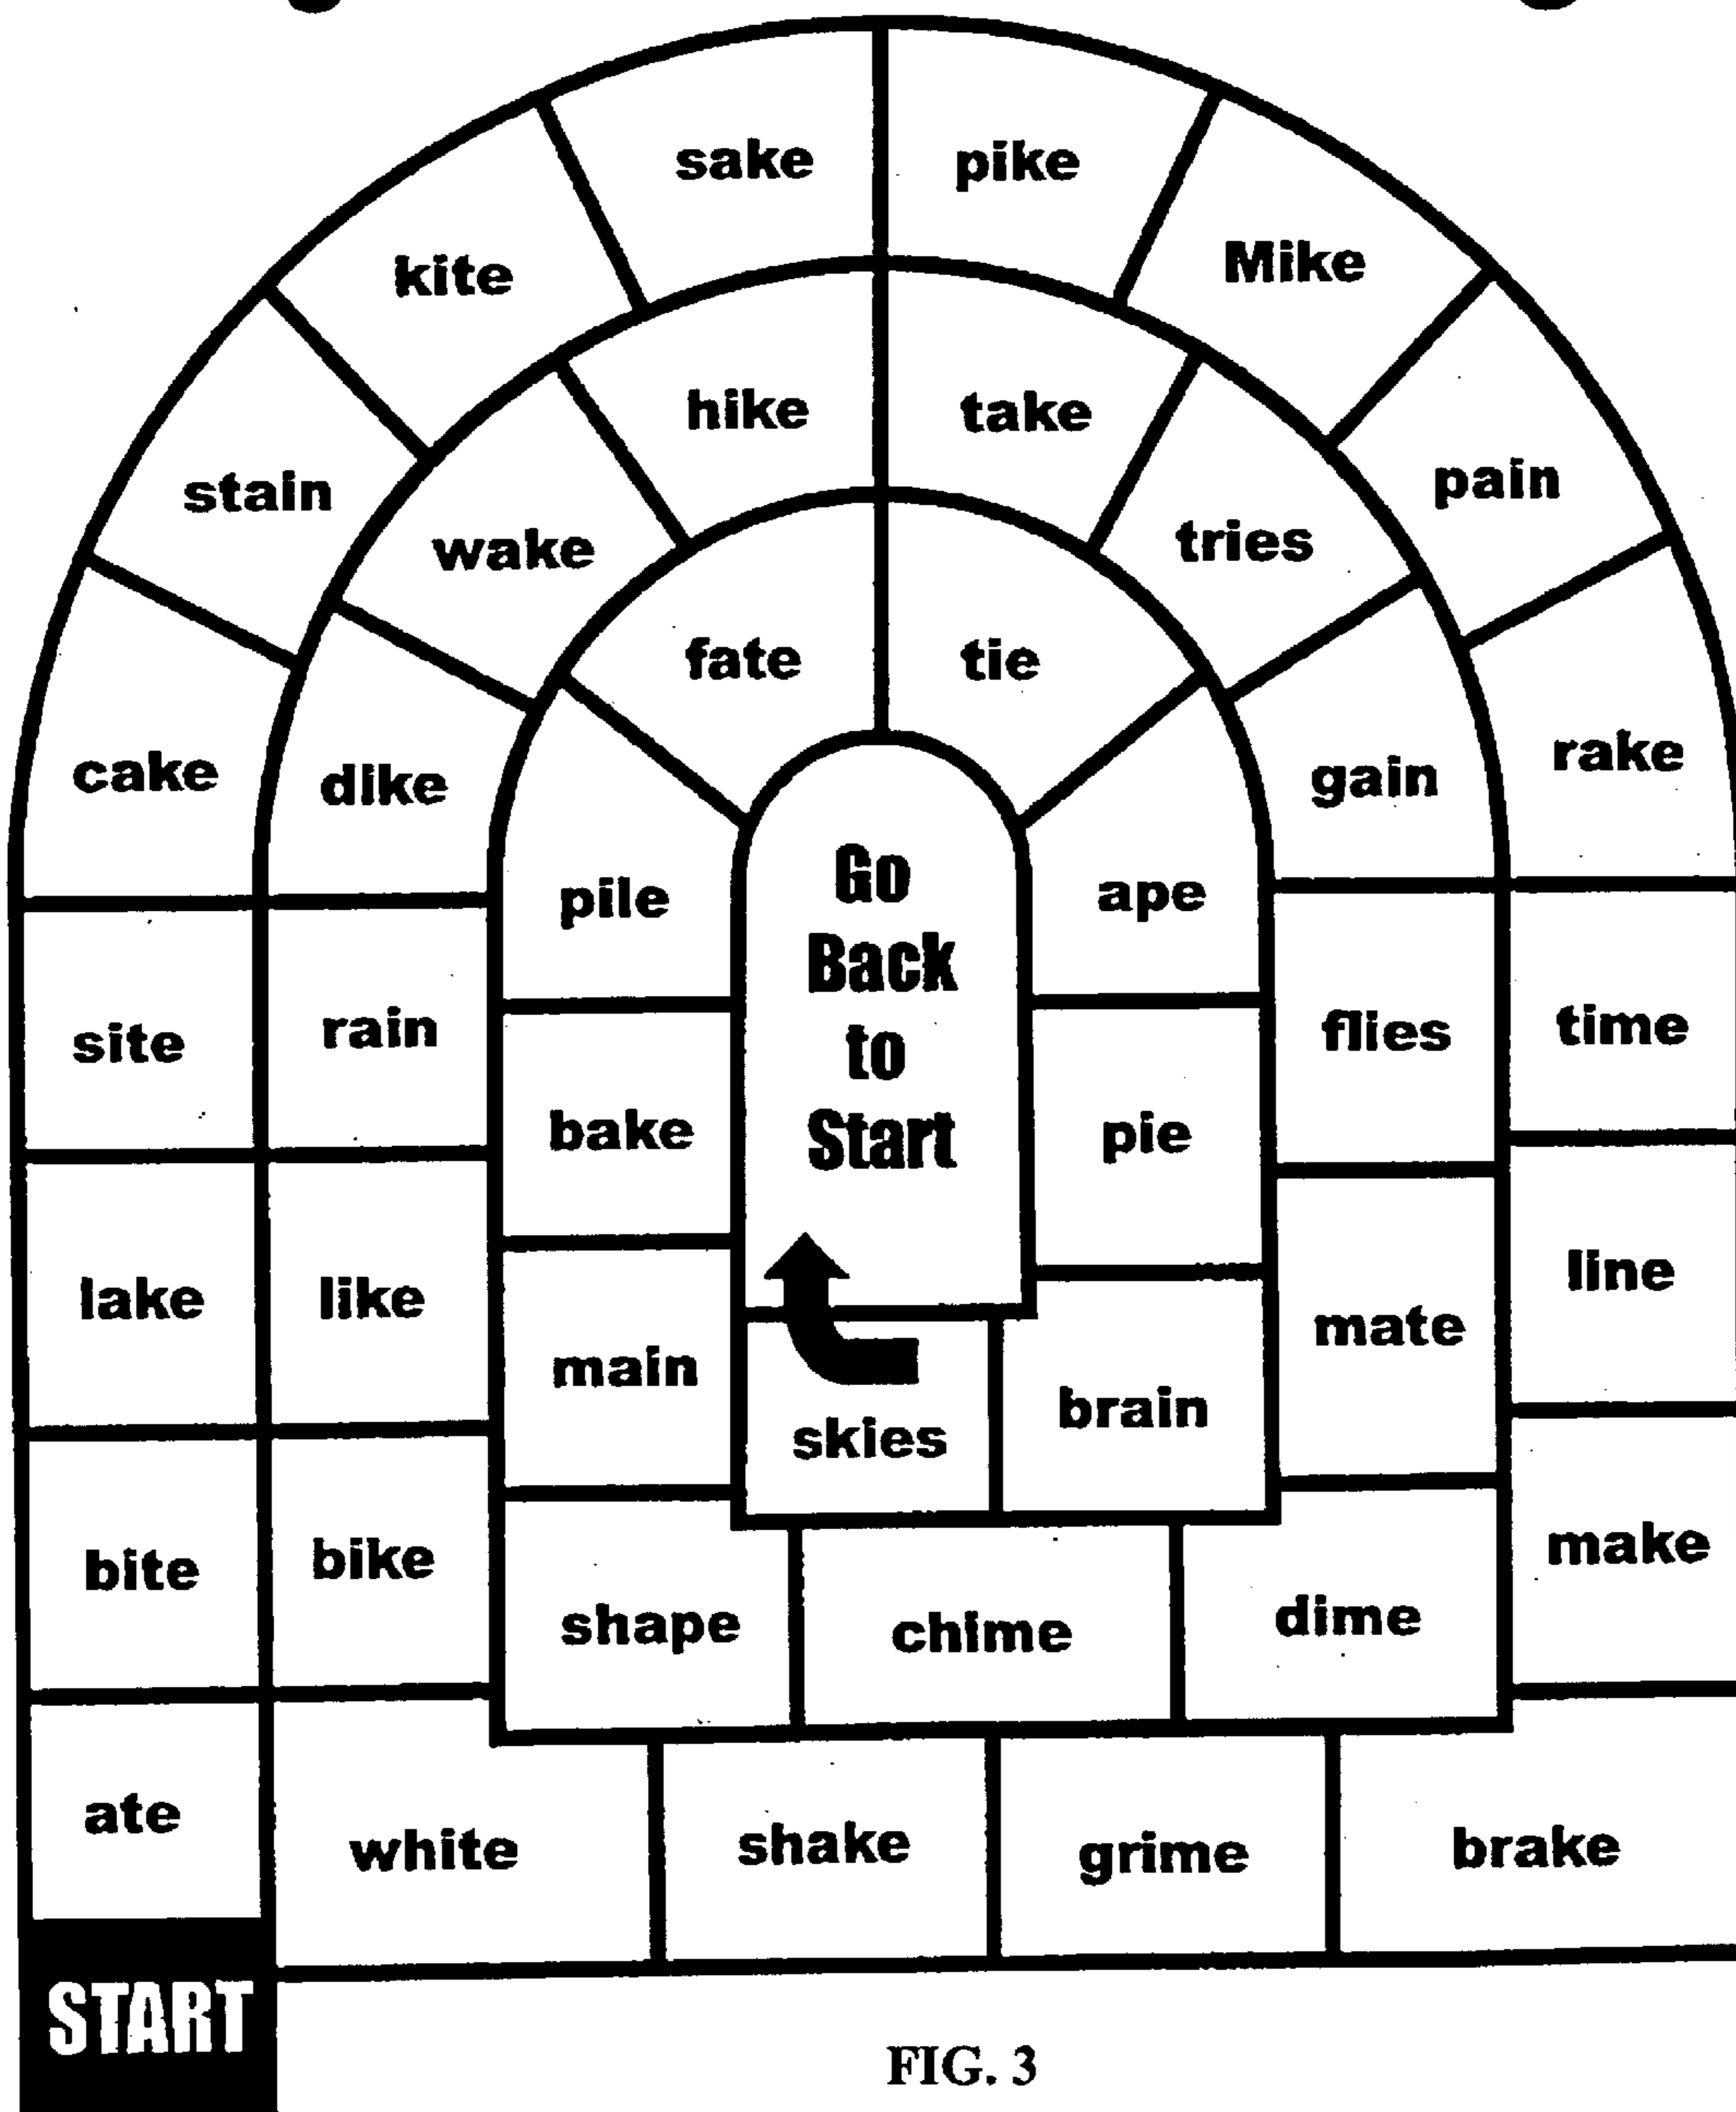 sake
pike
kite
Mike
hike
take
stain
pain
wake
tries
fate
tie
cake
dike
gain
rake
pile
Go
Back
to
Start
ape
site
rain
flies
time
bake
pie
lake
like
main
mate
line
skies
brain
bite
bike
shape
chime
dime
make
ate
white
shake
grime
brake
START
FIG. 3